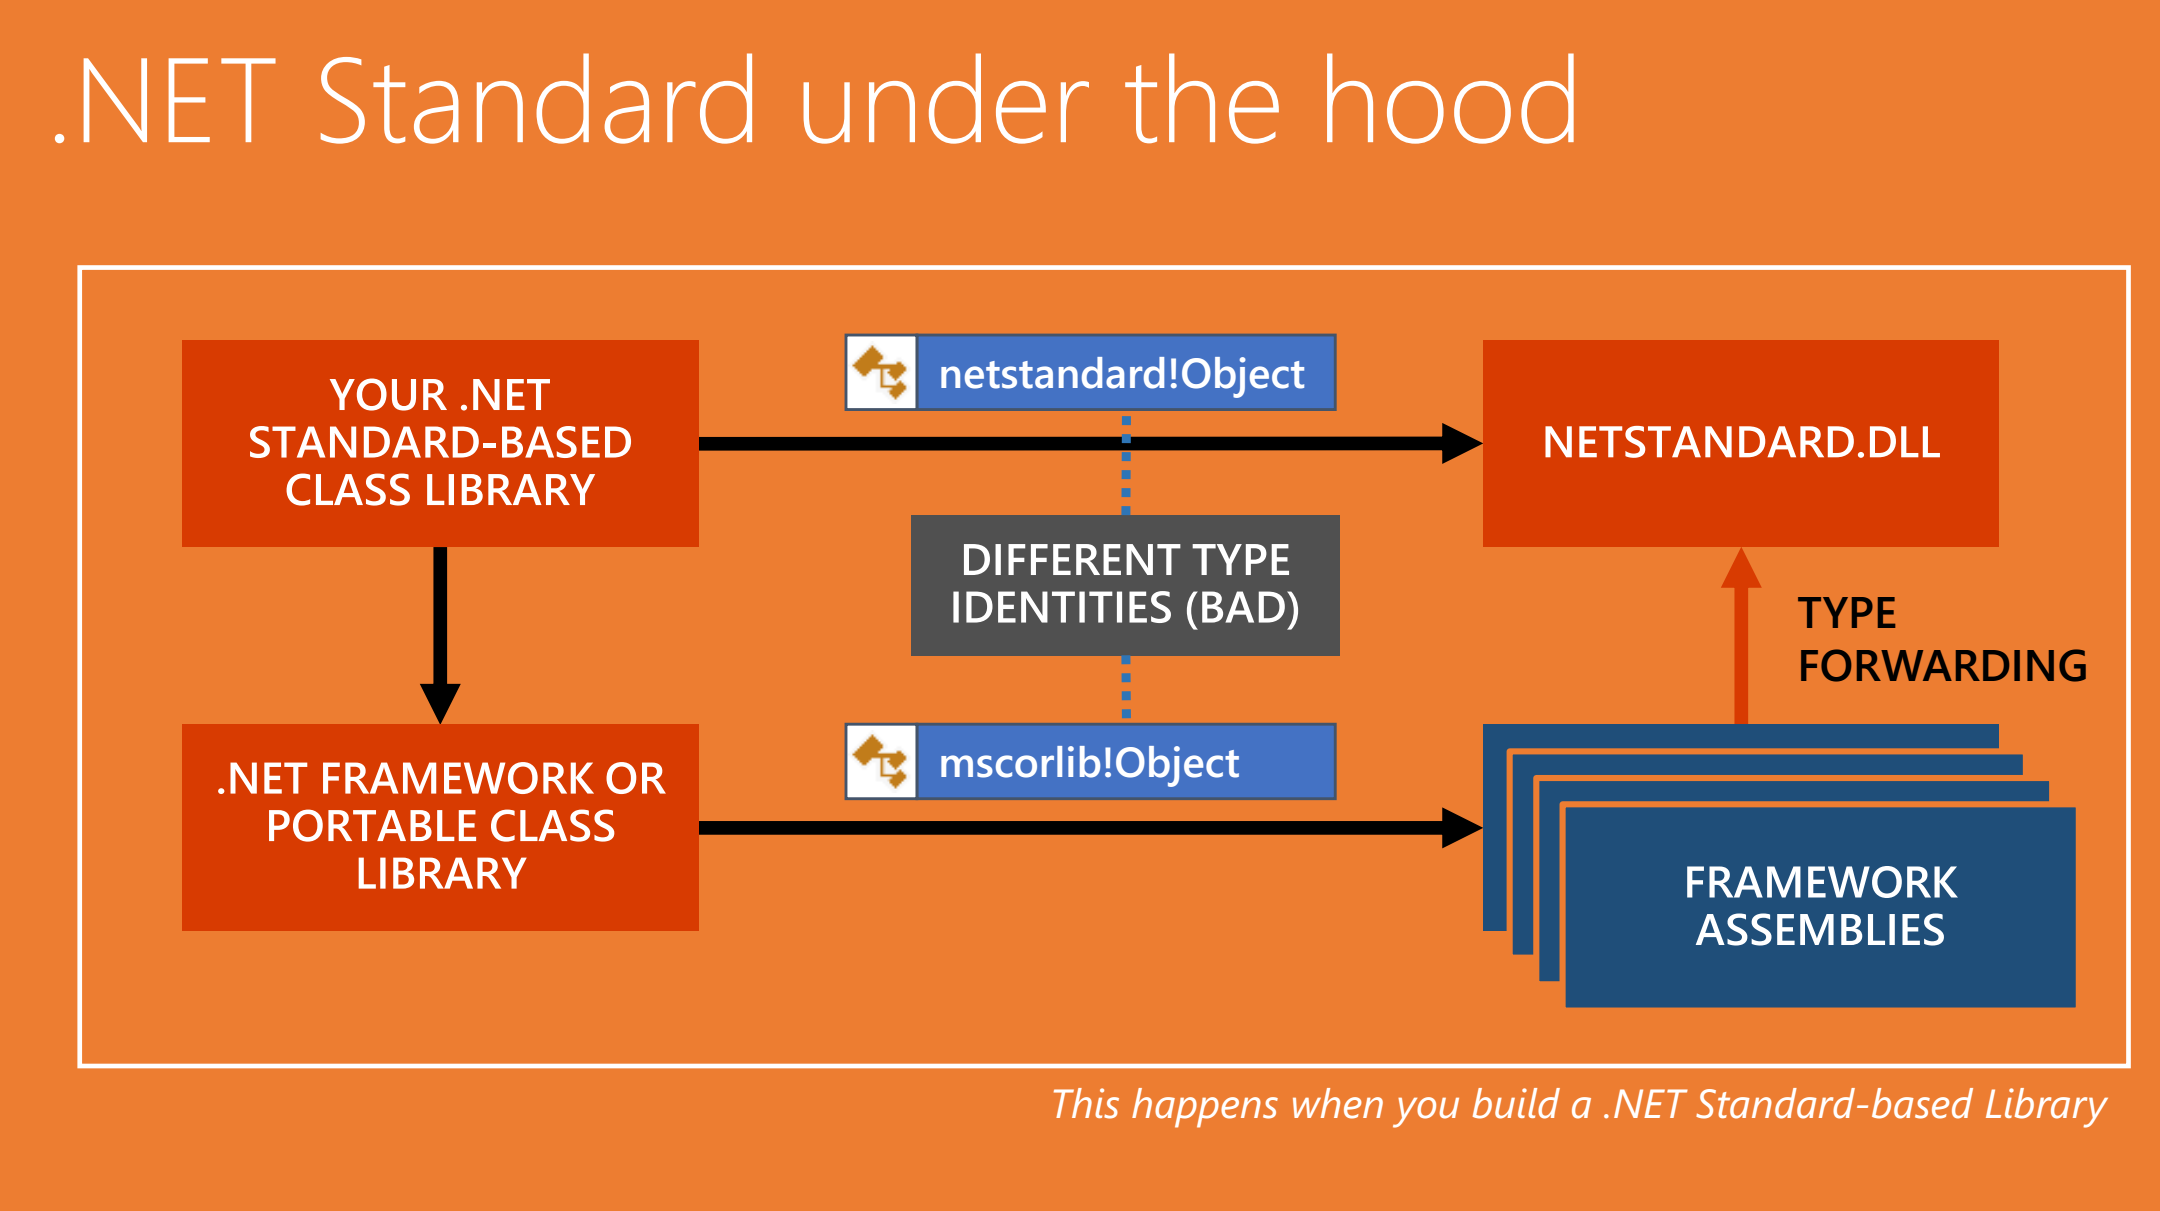 .NET Standard under the hood
YOUR .NET
STANDARD-BASED
CLASS LIBRARY
netstandard!Object
NETSTANDARD.DLL
DIFFERENT TYPE
IDENTITIES (BAD)
TYPE
FORWARDING
.NET FRAMEWORK OR
PORTABLE CLASS
LIBRARY
mscorlib!Object
FRAMEWORK
ASSEMBLIES
This happens when you build a .NET Standard-based Library